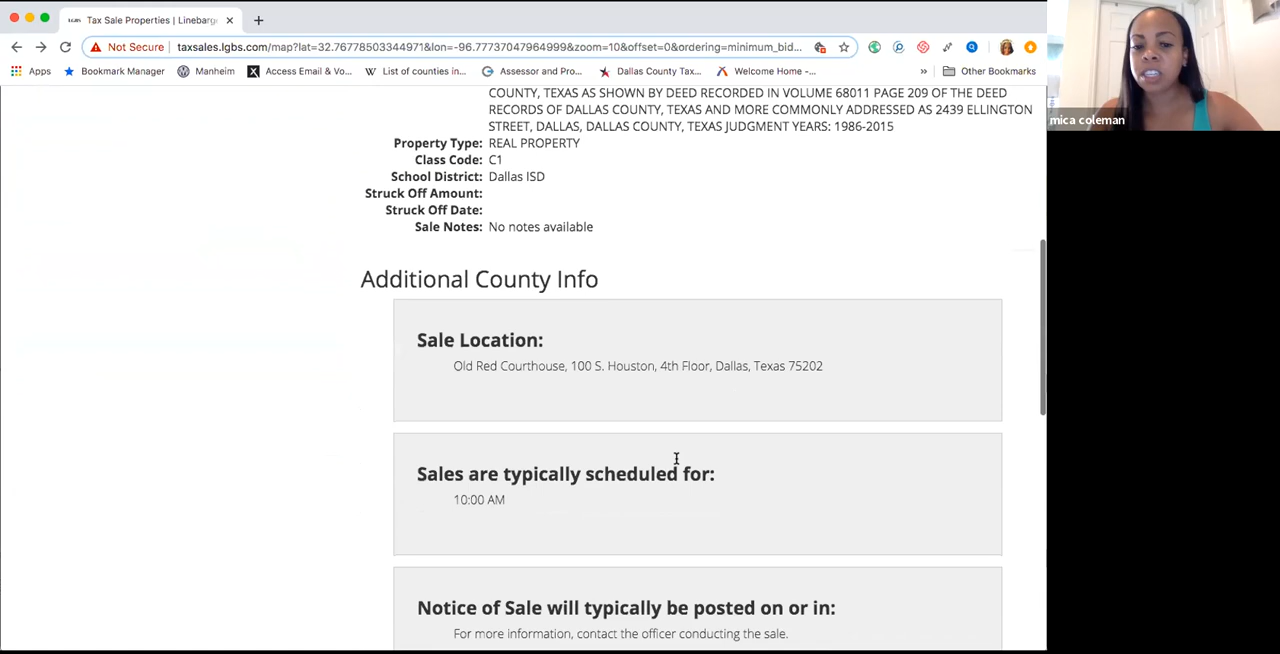 Tax Sale Properties | Linebarg
Not Secure
taxsales.lgbs.com/map?lat=32.76778503344971&lon=-96.77737047964999&zoom=10&offset=0&ordering=minimum_bid...
Apps
Bookmark Manager
Manheim
Access Email & Vo...
List of counties in...
Assessor and Pro...
Dallas County Tax...
Welcome Home -...
»
Other Bookmarks
mica coleman
COUNTY, TEXAS AS SHOWN BY DEED RECORDED IN VOLUME 68011 PAGE 209 OF THE DEED
RECORDS OF DALLAS COUNTY, TEXAS AND MORE COMMONLY ADDRESSED AS 2439 ELLINGTON
STREET, DALLAS, DALLAS COUNTY, TEXAS JUDGMENT YEARS: 1986-2015
Property Type: REAL PROPERTY
Class Code: C1
School District: Dallas ISD
Struck Off Amount:
Struck Off Date:
Sale Notes: No notes available
Additional County Info
Sale Location:
Old Red Courthouse, 100 S. Houston, 4th Floor, Dallas, Texas 75202
Sales are typically scheduled for:
10:00 AM
Notice of Sale will typically be posted on or in:
For more information, contact the officer conducting the sale.